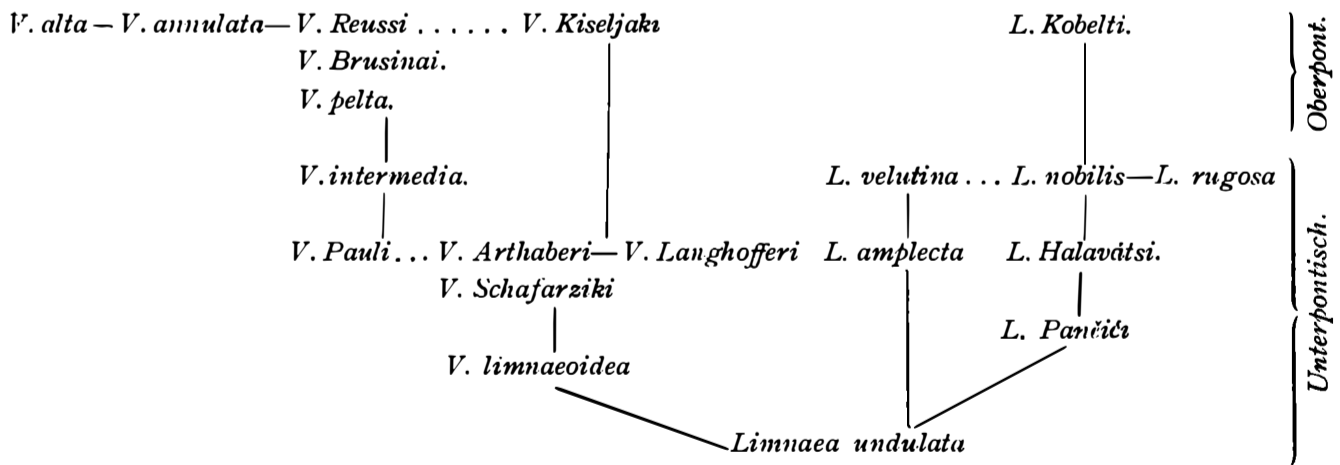 V. alta — V. annulata — V. Reussi ...... V. Kiseljaki L. Kobelti.
V. Brusinai.
V. pelta.
V. intermedia. L. velutina ... L. nobilis — L. rugosa
V. Pauli ... V. Arthaberi — V. Langhofferi L. amplecta L. Halavátsi.
V. Schafarziki
L. Pančići
V. limnaeoidea
Limnaea undulata
Oberpont.
Unterpontisch.